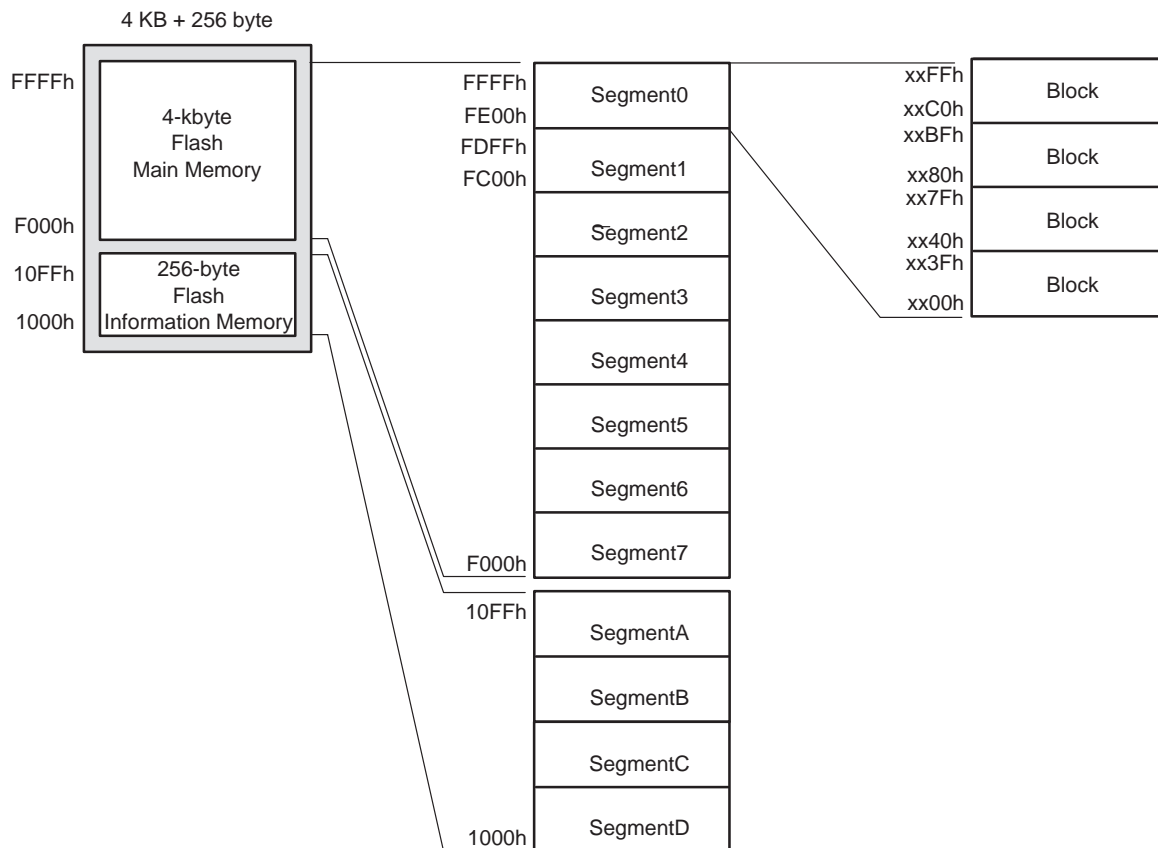 4 KB + 256 byte
FFFFh
4-kbyte
Flash
Main Memory
F000h
10FFh
256-byte
Flash
Information Memory
1000h
FFFFh
Segment0
FE00h
FDFFh
Segment1
FC00h
Segment2
Segment3
Segment4
Segment5
Segment6
Segment7
F000h
10FFh
SegmentA
SegmentB
SegmentC
SegmentD
1000h
xxFFh
Block
xxC0h
xxBFh
Block
xx80h
xx7Fh
Block
xx40h
xx3Fh
Block
xx00h